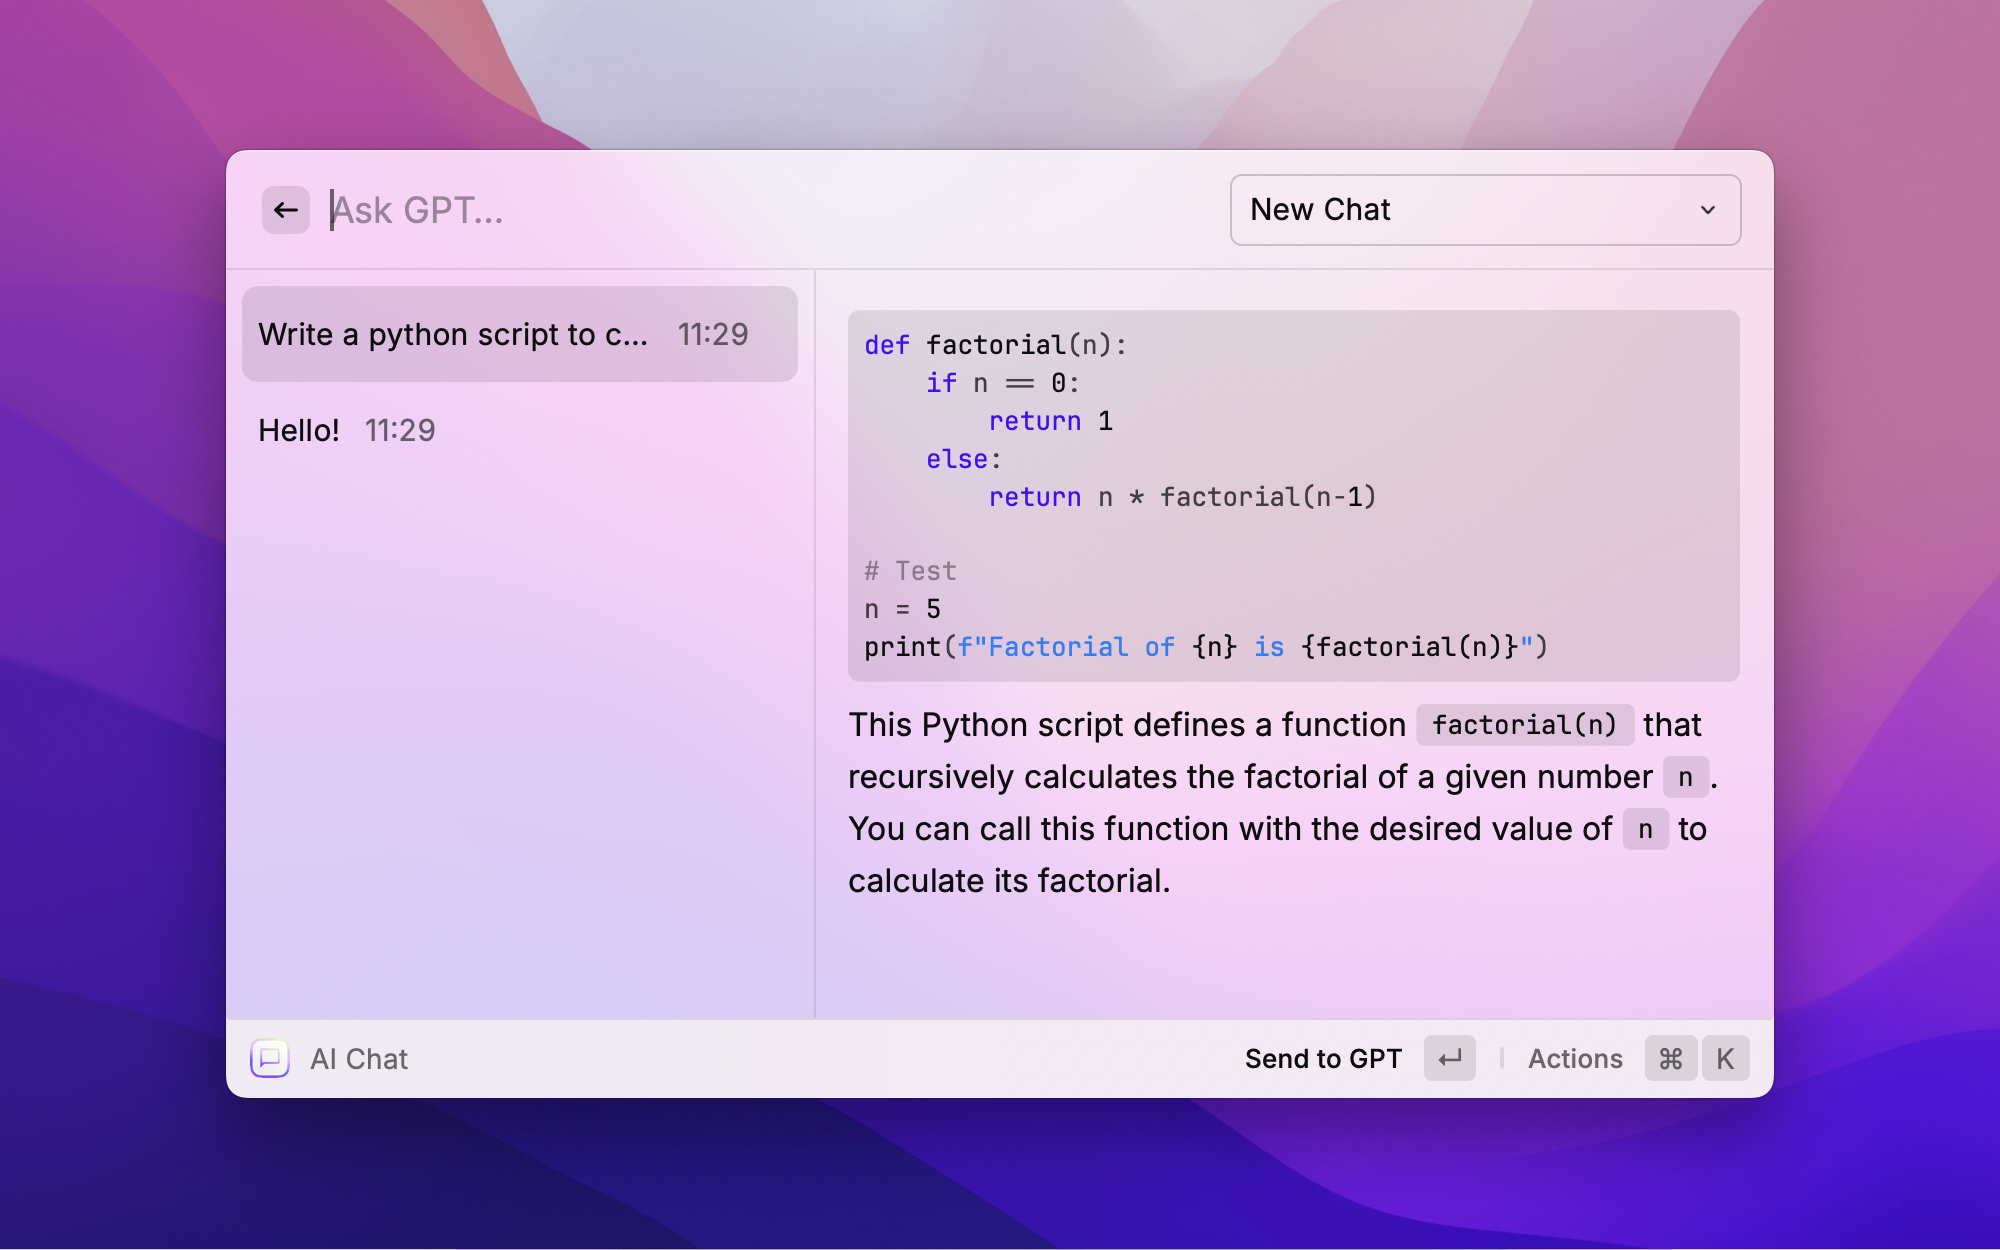 Ask GPT...
New Chat
Write a python script to c... 11:29
Hello! 11:29
def factorial(n):
    if n == 0:
        return 1
    else:
        return n * factorial(n-1)

# Test
n = 5
print(f"Factorial of {n} is {factorial(n)}")
This Python script defines a function factorial(n) that
recursively calculates the factorial of a given number n.
You can call this function with the desired value of n to
calculate its factorial.
AI Chat
Send to GPT ↵ | Actions ⌘ K